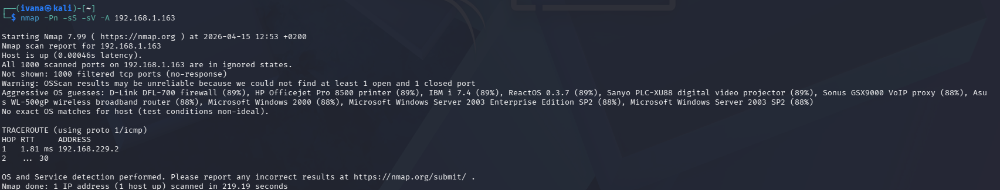 ┌──(ivana㉿kali)-[~]
└─$ nmap -Pn -sS -sV -A 192.168.1.163
Starting Nmap 7.99 ( https://nmap.org ) at 2026-04-15 12:53 +0200
Nmap scan report for 192.168.1.163
Host is up (0.00046s latency).
All 1000 scanned ports on 192.168.1.163 are in ignored states.
Not shown: 1000 filtered tcp ports (no-response)
Warning: OSScan results may be unreliable because we could not find at least 1 open and 1 closed port
Aggressive OS guesses: D-Link DFL-700 firewall (89%), HP Officejet Pro 8500 printer (89%), IBM i 7.4 (89%), ReactOS 0.3.7 (89%), Sanyo PLC-XU88 digital video projector (89%), Sonus GSX9000 VoIP proxy (88%), Asu
s WL-500gP wireless broadband router (88%), Microsoft Windows 2000 (88%), Microsoft Windows Server 2003 Enterprise Edition SP2 (88%), Microsoft Windows Server 2003 SP2 (88%)
No exact OS matches for host (test conditions non-ideal).
TRACEROUTE (using proto 1/icmp)
HOP RTT     ADDRESS
1   1.81 ms 192.168.229.2
2   ... 30
OS and Service detection performed. Please report any incorrect results at https://nmap.org/submit/ .
Nmap done: 1 IP address (1 host up) scanned in 219.19 seconds